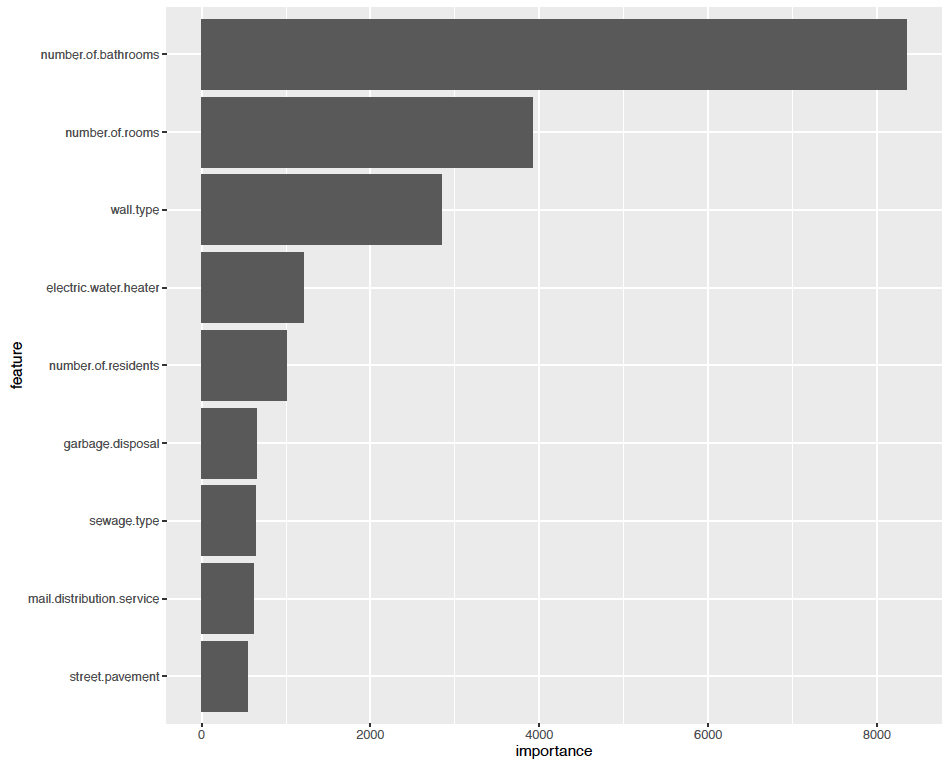 number.of.bathrooms
number.of.rooms
wall.type
electric.water.heater
number.of.residents
garbage.disposal
sewage.type
mail.distribution.service
street.pavement
feature
0 2000 4000 6000 8000
importance